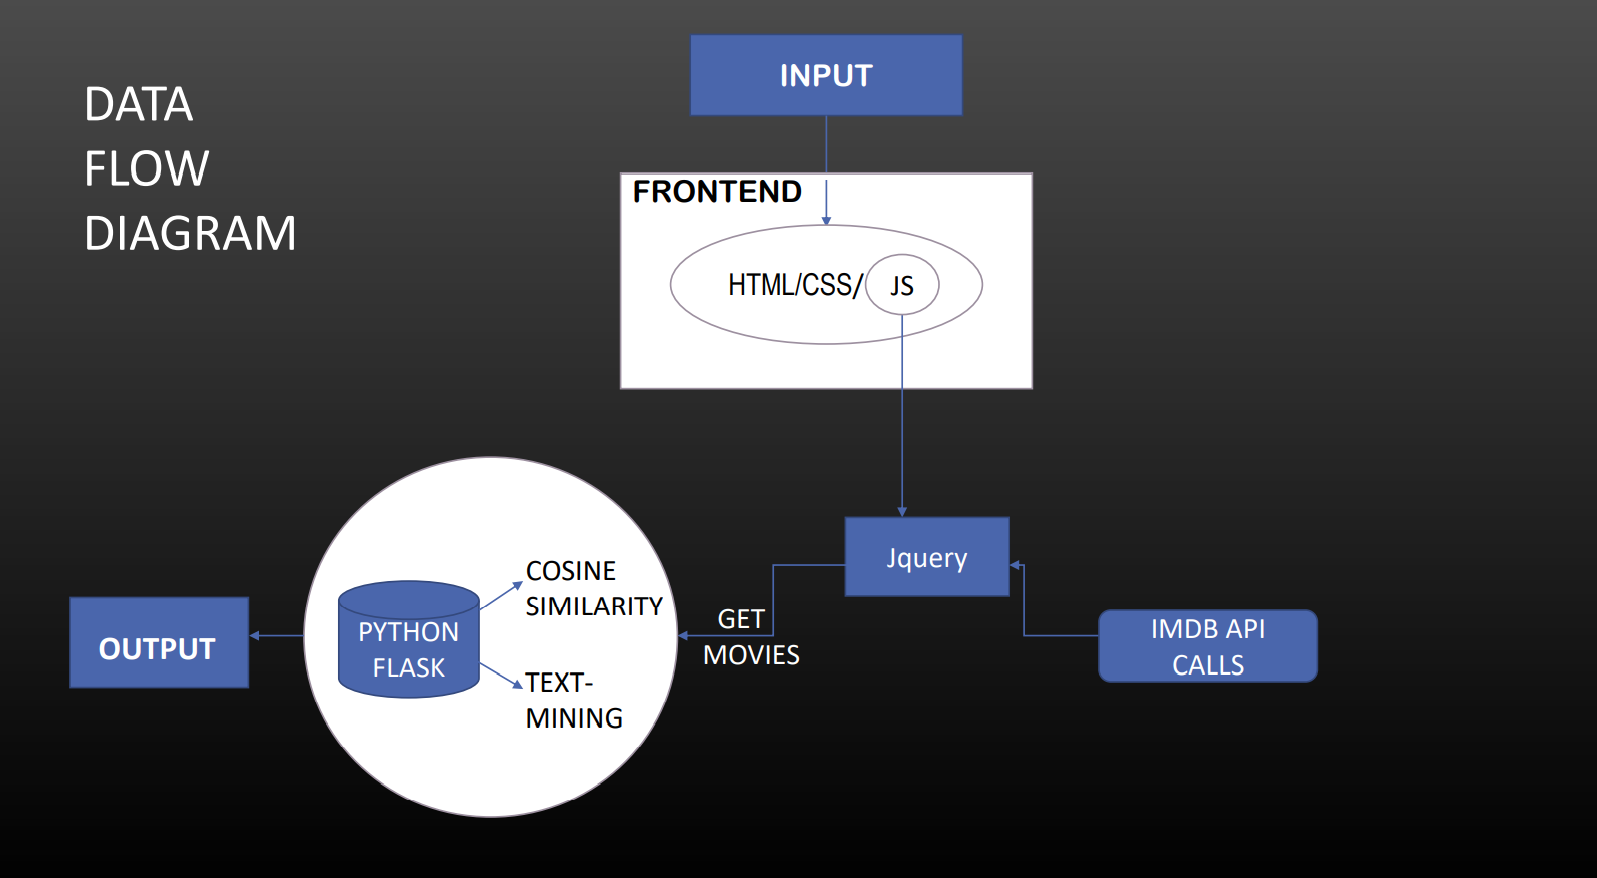 DATA
FLOW
DIAGRAM
INPUT
FRONTEND
HTML/CSS/ JS
Jquery
IMDB API
CALLS
GET
MOVIES
COSINE
SIMILARITY
PYTHON
FLASK
TEXT-
MINING
OUTPUT